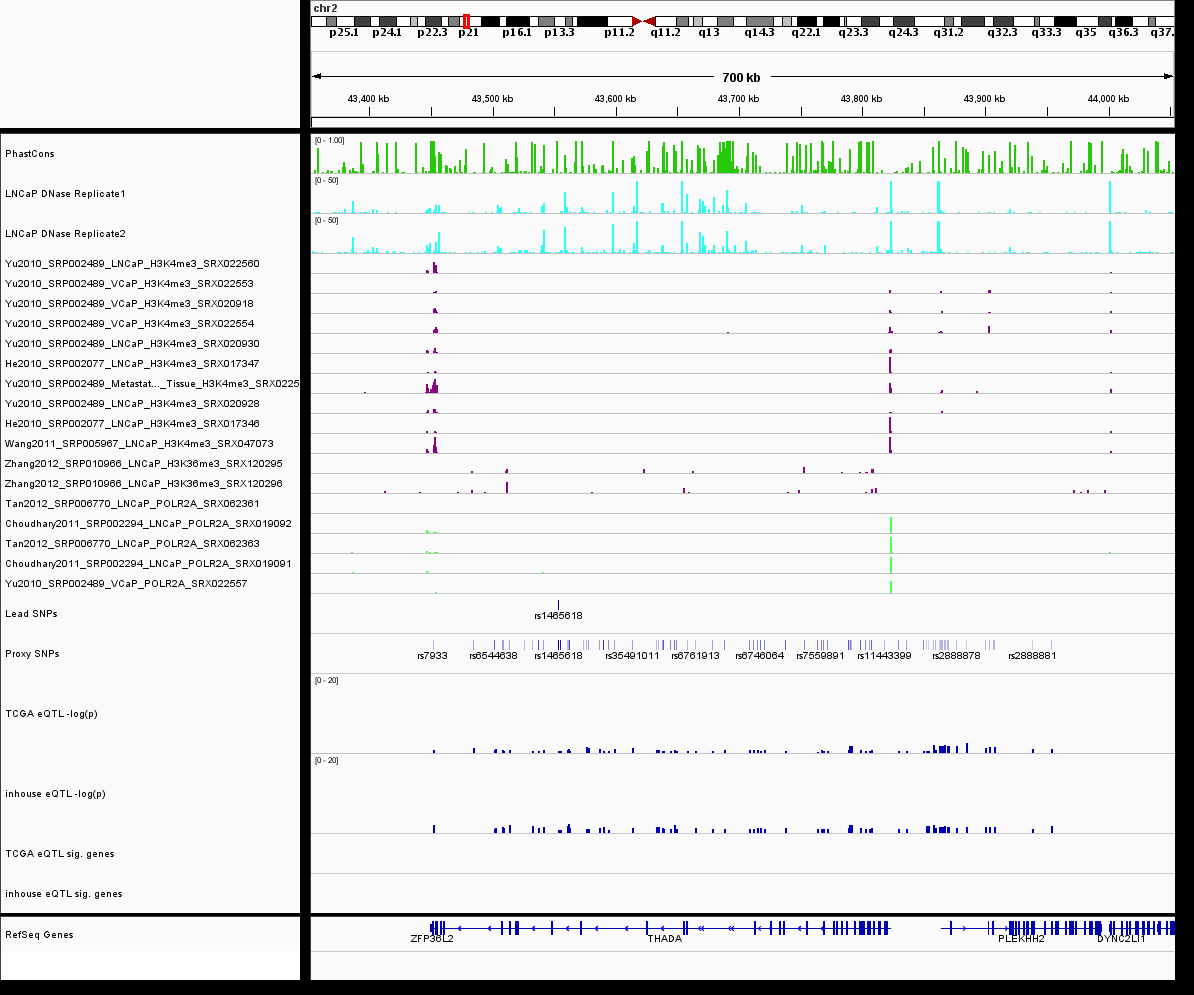 chr2
p25.1 p24.1 p22.3 p21 p16.1 p13.3 p11.2 q11.2 q13 q14.3 q22.1 q23.3 q24.3 q31.2 q32.3 q33.3 q35 q36.3 q37.
700 kb
43,400 kb 43,500 kb 43,600 kb 43,700 kb 43,800 kb 43,900 kb 44,000 kb
[0 - 1.00]
PhastCons
[0 - 50]
LNCaP DNase Replicate1
[0 - 50]
LNCaP DNase Replicate2
Yu2010_SRP002489_LNCaP_H3K4me3_SRX022560
Yu2010_SRP002489_VCaP_H3K4me3_SRX022553
Yu2010_SRP002489_VCaP_H3K4me3_SRX020918
Yu2010_SRP002489_VCaP_H3K4me3_SRX022554
Yu2010_SRP002489_LNCaP_H3K4me3_SRX020930
He2010_SRP002077_LNCaP_H3K4me3_SRX017347
Yu2010_SRP002489_Metastat..._Tissue_H3K4me3_SRX0225
Yu2010_SRP002489_LNCaP_H3K4me3_SRX020928
He2010_SRP002077_LNCaP_H3K4me3_SRX017346
Wang2011_SRP005967_LNCaP_H3K4me3_SRX047073
Zhang2012_SRP010966_LNCaP_H3K36me3_SRX120295
Zhang2012_SRP010966_LNCaP_H3K36me3_SRX120296
Tan2012_SRP006770_LNCaP_POLR2A_SRX062361
Choudhary2011_SRP002294_LNCaP_POLR2A_SRX019092
Tan2012_SRP006770_LNCaP_POLR2A_SRX062363
Choudhary2011_SRP002294_LNCaP_POLR2A_SRX019091
Yu2010_SRP002489_VCaP_POLR2A_SRX022557
Lead SNPs
rs1465618
Proxy SNPs
rs7933 rs6544638 rs1465618 rs35491011 rs6761913 rs6746064 rs7559891 rs11443399 rs2888878 rs2888881
[0 - 20]
TCGA eQTL -log(p)
[0 - 20]
inhouse eQTL -log(p)
TCGA eQTL sig. genes
inhouse eQTL sig. genes
RefSeq Genes
ZFP36L2 THADA PLEKHH2 DYNC2LI1